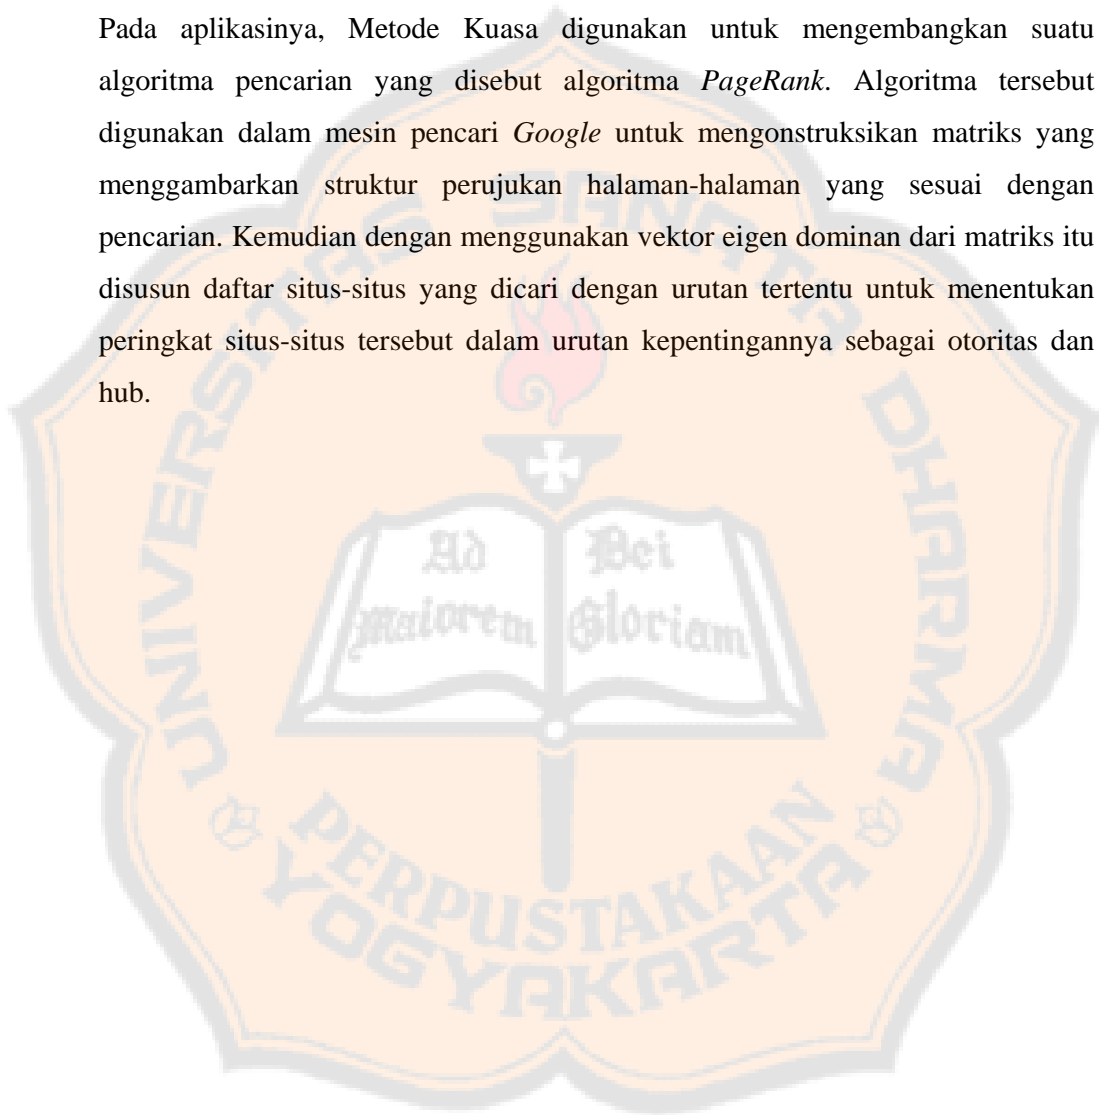 Pada aplikasinya, Metode Kuasa digunakan untuk mengembangkan suatu
algoritma pencarian yang disebut algoritma PageRank. Algoritma tersebut
digunakan dalam mesin pencari Google untuk mengonstruksikan matriks yang
menggambarkan struktur perujukan halaman-halaman yang sesuai dengan
pencarian. Kemudian dengan menggunakan vektor eigen dominan dari matriks itu
disusun daftar situs-situs yang dicari dengan urutan tertentu untuk menentukan
peringkat situs-situs tersebut dalam urutan kepentingannya sebagai otoritas dan
hub.
UNIVERSITAS SANATA DHARMA
Ad
Maiorem
Dei
Gloriam
PERPUSTAKAAN
YOGYAKARTA